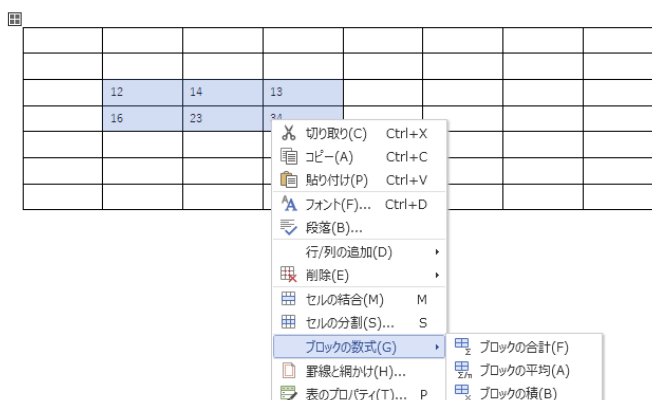 12 14 13
16 23 34
切り取り(C) Ctrl+X
コピー(A) Ctrl+C
貼り付け(P) Ctrl+V
フォント(F)... Ctrl+D
段落(B)...
行/列の追加(D)
削除(E)
セルの結合(M) M
セルの分割(S)... S
ブロックの数式(G)
ブロックの合計(F)
罫線と網かけ(H)...
ブロックの平均(A)
表のプロパティ(T)... P
ブロックの積(B)